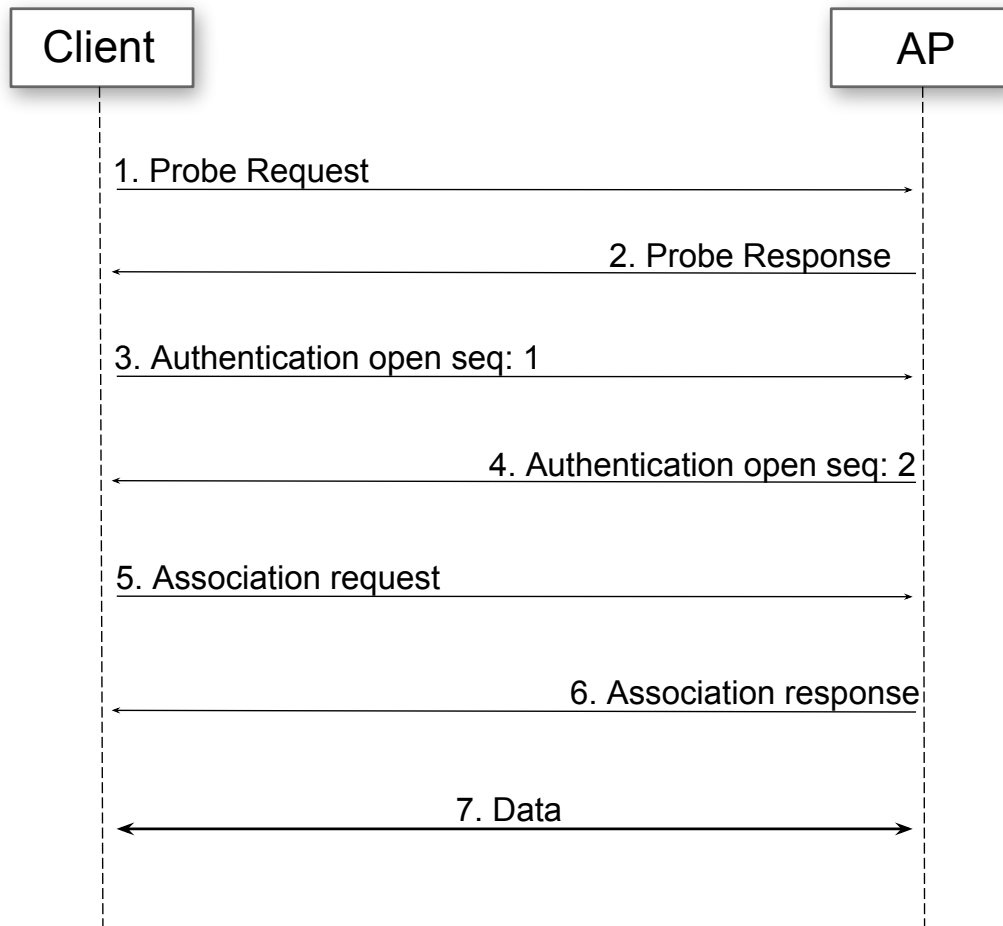 Client
AP
1. Probe Request
2. Probe Response
3. Authentication open seq: 1
4. Authentication open seq: 2
5. Association request
6. Association response
7. Data